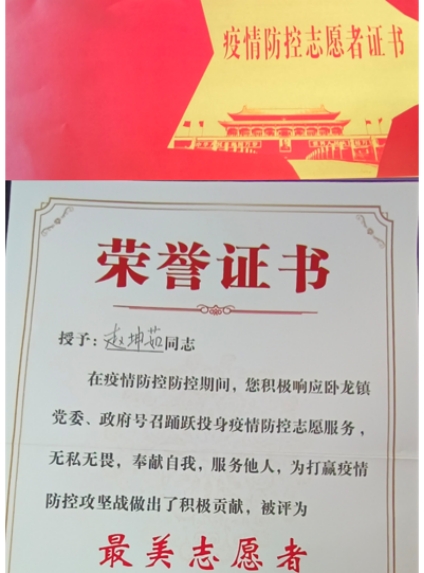 疫情防控志愿者证书
荣誉证书
授予：赵坤茹同志
在疫情防控防控期间，您积极响应卧龙镇
党委、政府号召踊跃投身疫情防控志愿服务，
无私无畏，奉献自我，服务他人，为打赢疫情
防控攻坚战做出了积极贡献，被评为
最美志愿者